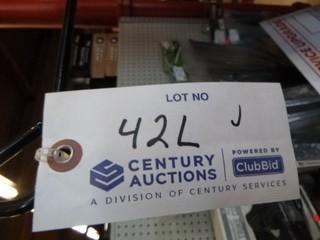 LOT NO
42L J
CENTURY AUCTIONS
POWERED BY
ClubBid
A DIVISION OF CENTURY SERVICES